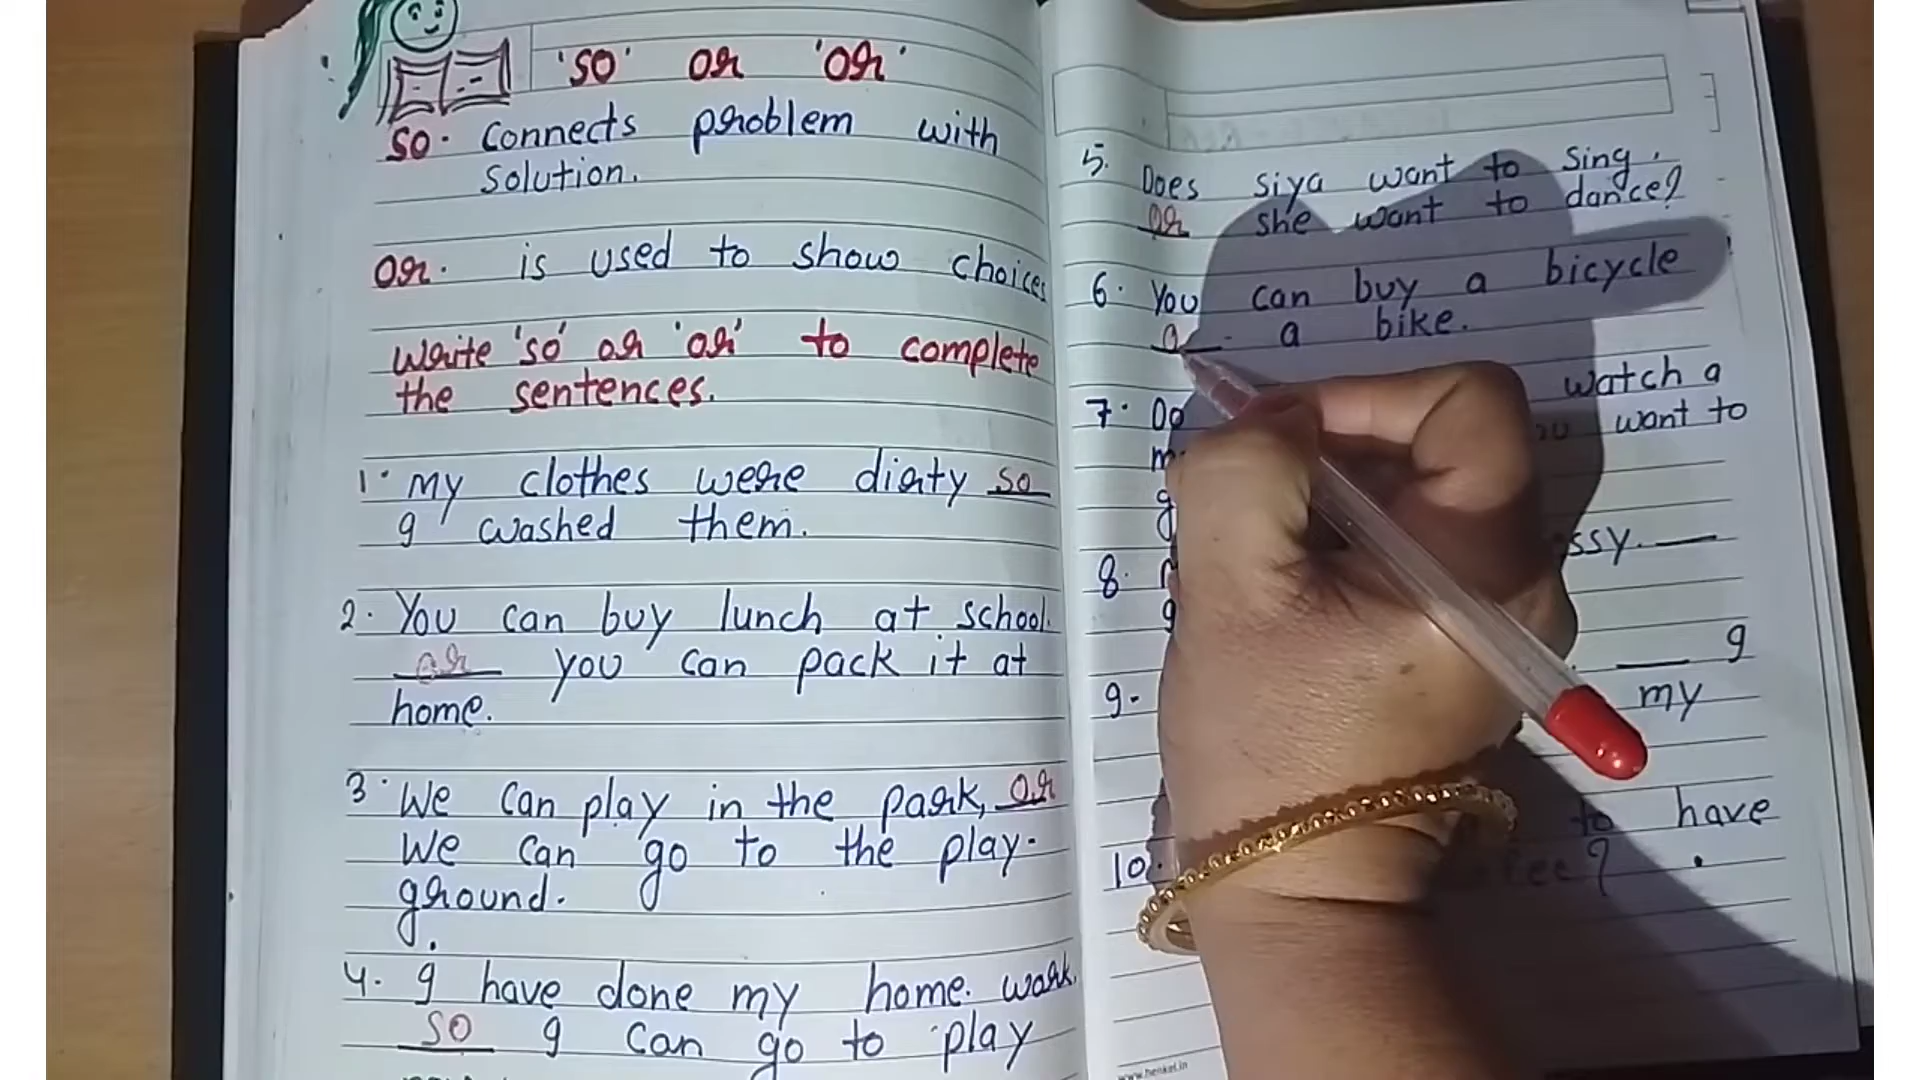 'so' or 'or'
so. Connects problem with
solution.
or. is used to show choices
Write 'so' or 'or' to complete
the sentences.
1. My clothes were dirty so
I washed them.
2. You can buy lunch at school.
or you can pack it at
home.
3. We can play in the park, or
we can go to the play-
ground.
4. I have done my home work.
so I can go to play
5. Does siya want to sing.
or she want to dance?
6. You can buy a bicycle
a bike.
7. Do watch a
want to
8.
ssy.
I
9. my
to have
10.
www.henkel.in